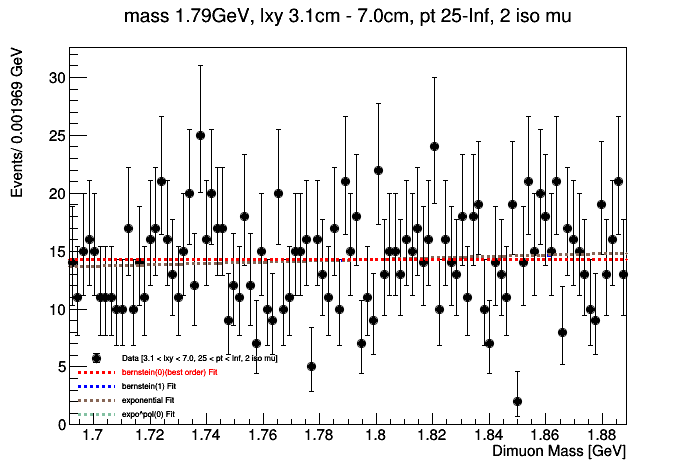 mass 1.79GeV, lxy 3.1cm - 7.0cm, pt 25-Inf, 2 iso mu
Events/ 0.001969 GeV
30
25
20
15
10
5
0
Data [3.1 < lxy < 7.0, 25 < pt < Inf, 2 iso mu]
bernstein(0)(best order) Fit
bernstein(1) Fit
exponential Fit
expo*pol(0) Fit
1.7 1.72 1.74 1.76 1.78 1.8 1.82 1.84 1.86 1.88
Dimuon Mass [GeV]